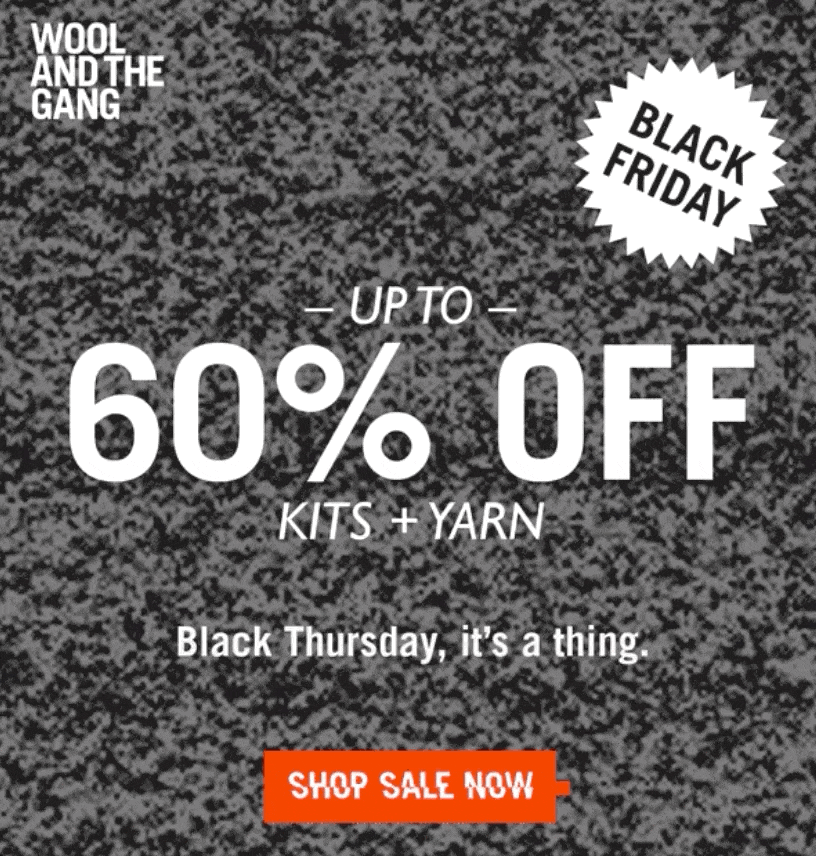 WOOL
AND THE
GANG
BLACK
FRIDAY
– UP TO –
60% OFF
KITS + YARN
Black Thursday, it's a thing.
SHOP SALE NOW